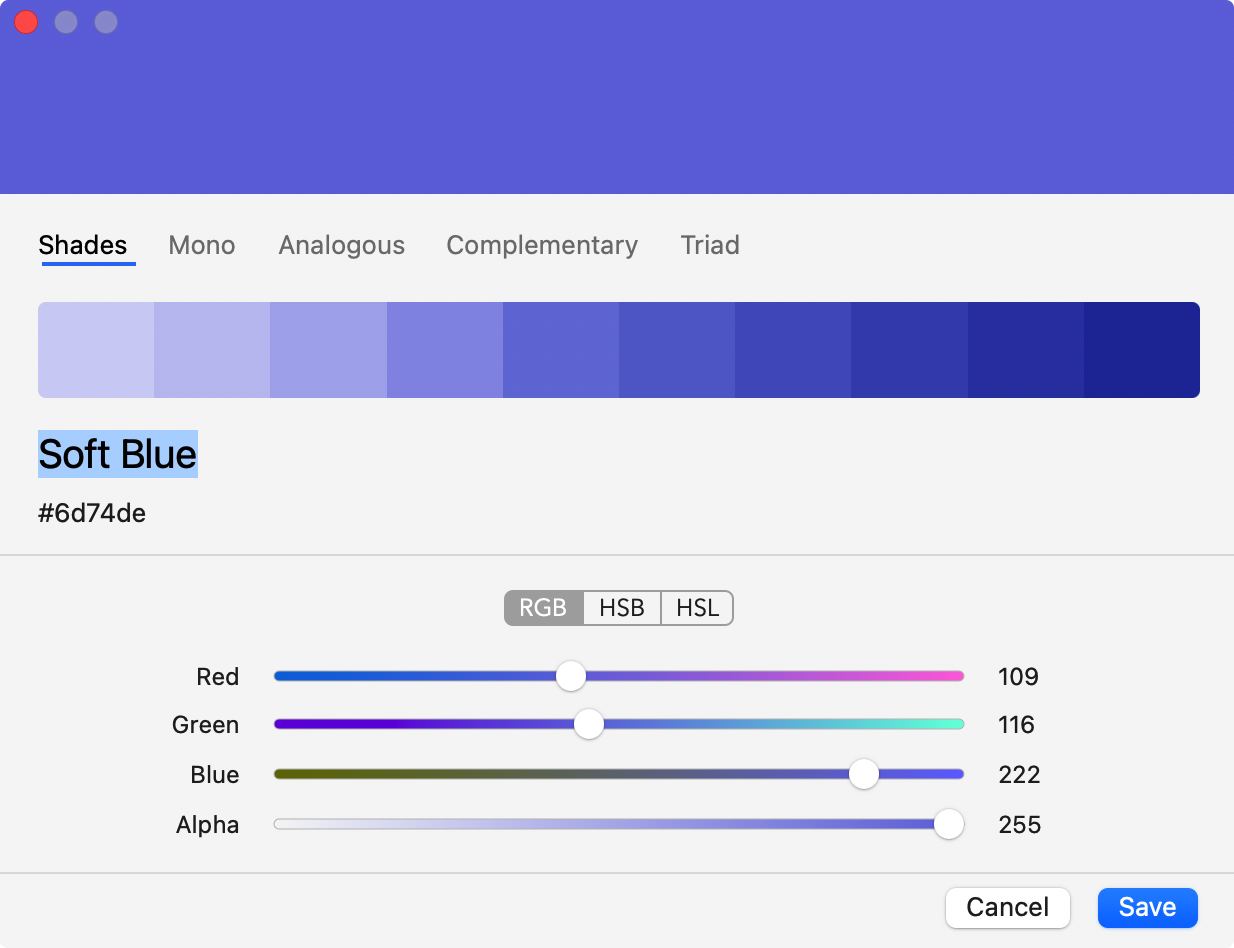 Shades Mono Analogous Complementary Triad
Soft Blue
#6d74de
RGB HSB HSL
Red 109
Green 116
Blue 222
Alpha 255
Cancel Save